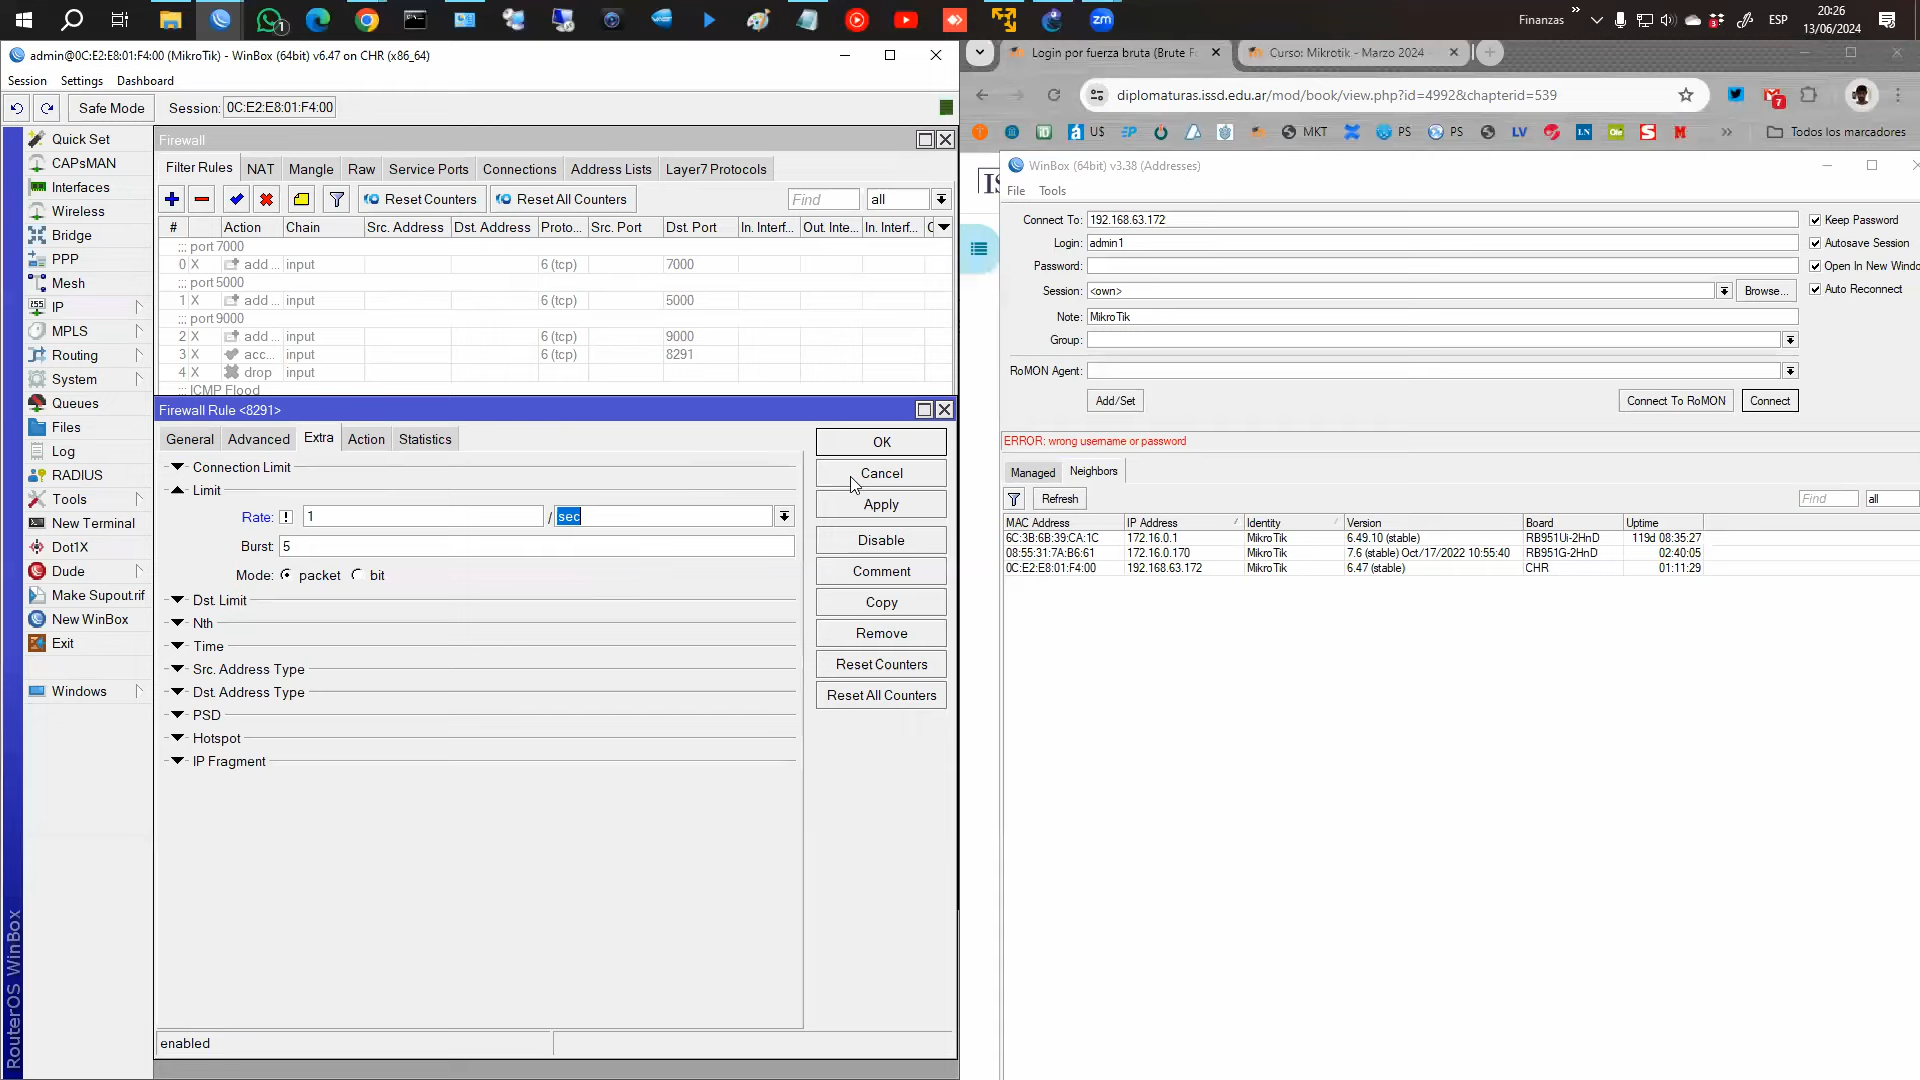 Finanzas
ESP
20:26
13/06/2024
admin@0C:E2:E8:01:F4:00 (MikroTik) - WinBox (64bit) v6.47 on CHR (x86_64)
Session Settings Dashboard
Safe Mode Session: 0C:E2:E8:01:F4:00
Quick Set
CAPsMAN
Interfaces
Wireless
Bridge
PPP
Mesh
IP
MPLS
Routing
System
Queues
Files
Log
RADIUS
Tools
New Terminal
Dot1X
Dude
Make Supout.rif
New WinBox
Exit
Windows
RouterOS WinBox
Firewall
Filter Rules NAT Mangle Raw Service Ports Connections Address Lists Layer7 Protocols
Reset Counters Reset All Counters Find all
# Action Chain Src. Address Dst. Address Proto... Src. Port Dst. Port In. Interf... Out. Inte... In. Interf...
;;; port 7000
0 X add ... input 6 (tcp) 7000
;;; port 5000
1 X add ... input 6 (tcp) 5000
;;; port 9000
2 X add ... input 6 (tcp) 9000
3 X acc... input 6 (tcp) 8291
4 X drop input
;;; ICMP Flood
Firewall Rule <8291>
General Advanced Extra Action Statistics
Connection Limit
Limit
Rate: ! 1 / sec
Burst: 5
Mode: packet bit
Dst. Limit
Nth
Time
Src. Address Type
Dst. Address Type
PSD
Hotspot
IP Fragment
OK
Cancel
Apply
Disable
Comment
Copy
Remove
Reset Counters
Reset All Counters
enabled
Login por fuerza bruta (Brute F Curso: Mikrotik - Marzo 2024
diplomaturas.issd.edu.ar/mod/book/view.php?id=4992&chapterid=539
U$ MKT PS PS LV Todos los marcadores
WinBox (64bit) v3.38 (Addresses)
File Tools
Connect To: 192.168.63.172 Keep Password
Login: admin1 Autosave Session
Password: Open In New Windo
Session: <own> Browse... Auto Reconnect
Note: MikroTik
Group:
RoMON Agent:
Add/Set Connect To RoMON Connect
ERROR: wrong username or password
Managed Neighbors
Refresh Find all
MAC Address IP Address Identity Version Board Uptime
6C:3B:6B:39:CA:1C 172.16.0.1 MikroTik 6.49.10 (stable) RB951Ui-2HnD 119d 08:35:27
08:55:31:7A:B6:61 172.16.0.170 MikroTik 7.6 (stable) Oct/17/2022 10:55:40 RB951G-2HnD 02:40:05
0C:E2:E8:01:F4:00 192.168.63.172 MikroTik 6.47 (stable) CHR 01:11:29